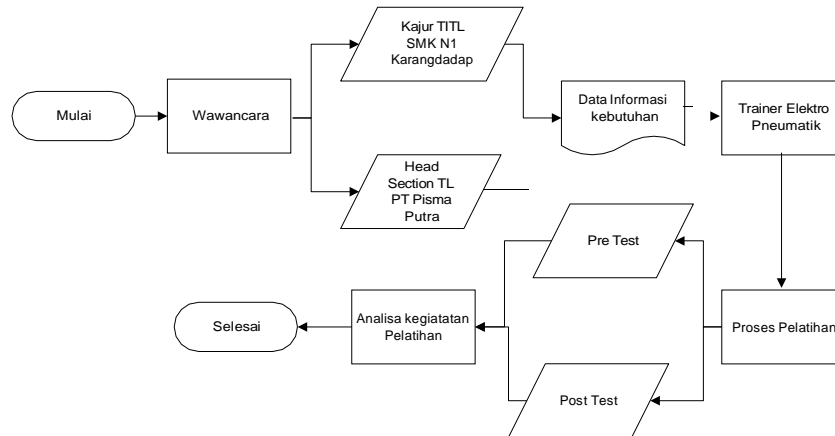 Mulai
Wawancara
Kajur TITL
SMK N1
Karangdadap
Head
Section TL
PT Pisma
Putra
Data Informasi
kebutuhan
Trainer Elektro
Pneumatik
Proses Pelatihan
Pre Test
Post Test
Analisa kegiatatan
Pelatihan
Selesai